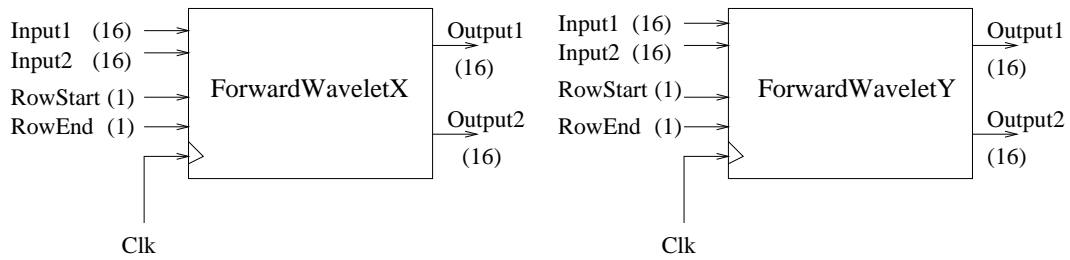 Input1 (16)
Input2 (16)
RowStart (1)
RowEnd (1)
Clk
ForwardWaveletX
Output1
(16)
Output2
(16)
Input1 (16)
Input2 (16)
RowStart (1)
RowEnd (1)
Clk
ForwardWaveletY
Output1
(16)
Output2
(16)